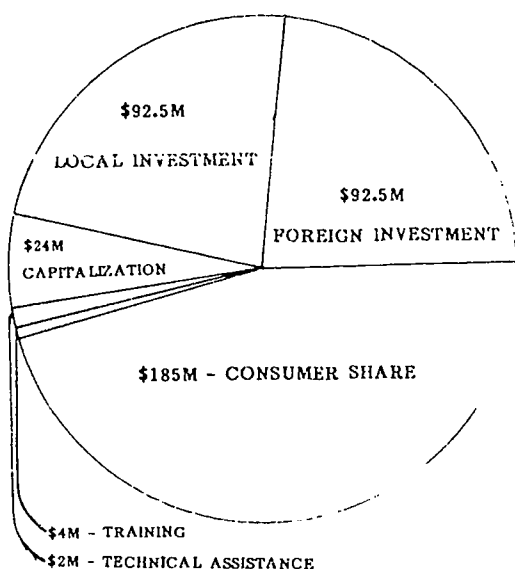 $92.5M
LOCAL INVESTMENT
$92.5M
FOREIGN INVESTMENT
$24M
CAPITALIZATION
$185M - CONSUMER SHARE
$4M - TRAINING
$2M - TECHNICAL ASSISTANCE